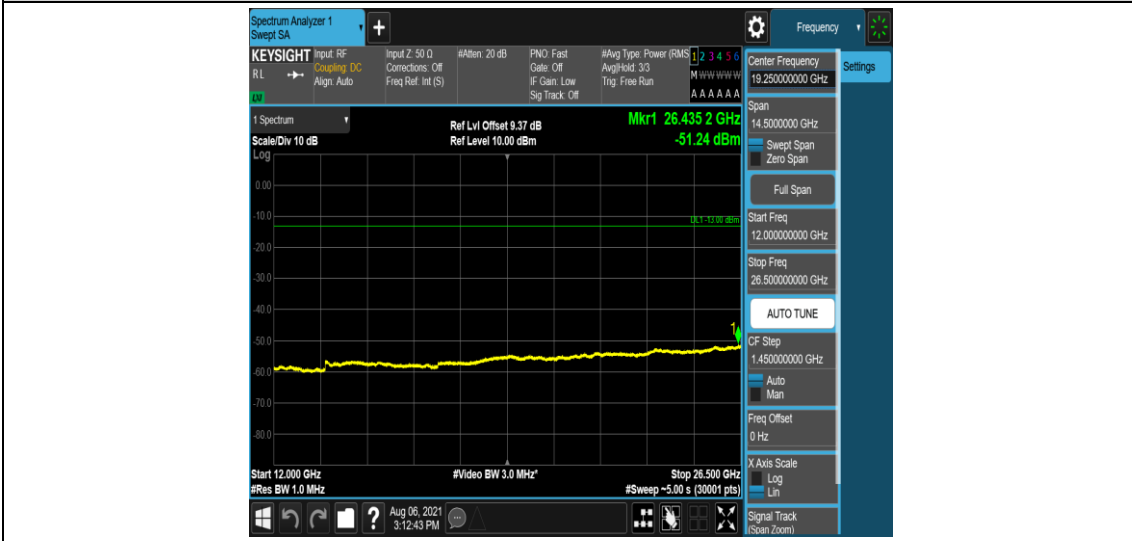 Spectrum Analyzer 1
Swept SA
+
Frequency
KEYSIGHT
RL
LXI
Input: RF
Coupling: DC
Align: Auto
Input Z: 50 Ω
Corrections: Off
Freq Ref: Int (S)
#Atten: 20 dB
PNO: Fast
Gate: Off
IF Gain: Low
Sig Track: Off
#Avg Type: Power (RMS
Avg|Hold: 3/3
Trig: Free Run
1 2 3 4 5 6
M W W W W W
A A A A A A
1 Spectrum
Scale/Div 10 dB
Log
Ref Lvl Offset 9.37 dB
Ref Level 10.00 dBm
Mkr1 26.435 2 GHz
-51.24 dBm
0.00
-10.0
DL1 -13.00 dBm
-20.0
-30.0
-40.0
1
-50.0
-60.0
-70.0
-80.0
Start 12.000 GHz
#Res BW 1.0 MHz
#Video BW 3.0 MHz*
Stop 26.500 GHz
#Sweep ~5.00 s (30001 pts)
?
Aug 06, 2021
3:12:43 PM
Center Frequency
19.250000000 GHz
Settings
Span
14.5000000 GHz
Swept Span
Zero Span
Full Span
Start Freq
12.000000000 GHz
Stop Freq
26.500000000 GHz
AUTO TUNE
CF Step
1.450000000 GHz
Auto
Man
Freq Offset
0 Hz
X Axis Scale
Log
Lin
Signal Track
(Span Zoom)